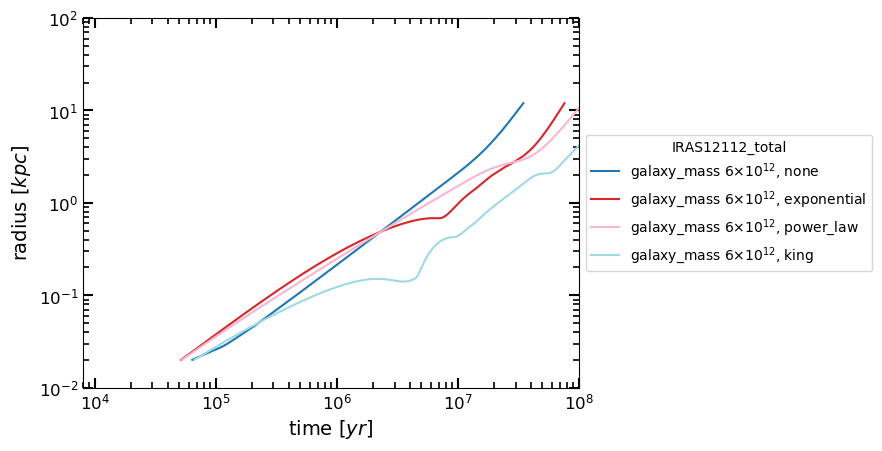 10^2
10^1
10^0
10^{-1}
10^{-2}
radius [kpc]
10^4 10^5 10^6 10^7 10^8
time [yr]
IRAS12112_total
galaxy_mass 6×10^{12}, none
galaxy_mass 6×10^{12}, exponential
galaxy_mass 6×10^{12}, power_law
galaxy_mass 6×10^{12}, king